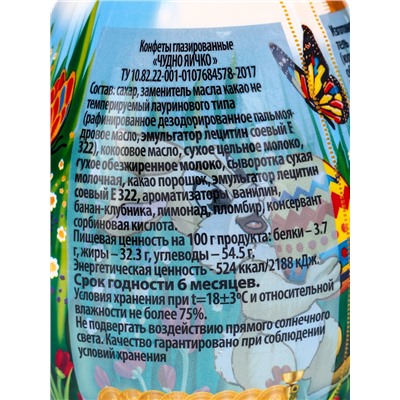 Конфеты глазированные
«ЧУДНО ЯИЧКО »
ТУ 10.82.22-001-0107684578-2017
Состав: сахар, заменитель масла какао не
темперируемый лауринового типа
(рафинированное дезодорированное пальмоя-
дровое масло, эмульгатор лецитин соевый Е
322), кокосовое масло, сухое цельное молоко,
сухое обезжиренное молоко, сыворотка сухая
молочная, какао порошок, эмульгатор лецитин
соевый Е 322, ароматизаторы: ванилин,
банан-клубника, лимонад, пломбир, консервант
сорбиновая кислота.
Пищевая ценность на 100 г продукта: белки – 3.7
г, жиры – 32.3 г, углеводы – 54.5 г.
Энергетическая ценность - 524 ккал/2188 кДж.
Срок годности 6 месяцев.
Условия хранения при t=18±3°С и относительной
влажности не более 75%.
Не подвергать воздействию прямого солнечного
света. Качество гарантировано при соблюдении
условий хранения